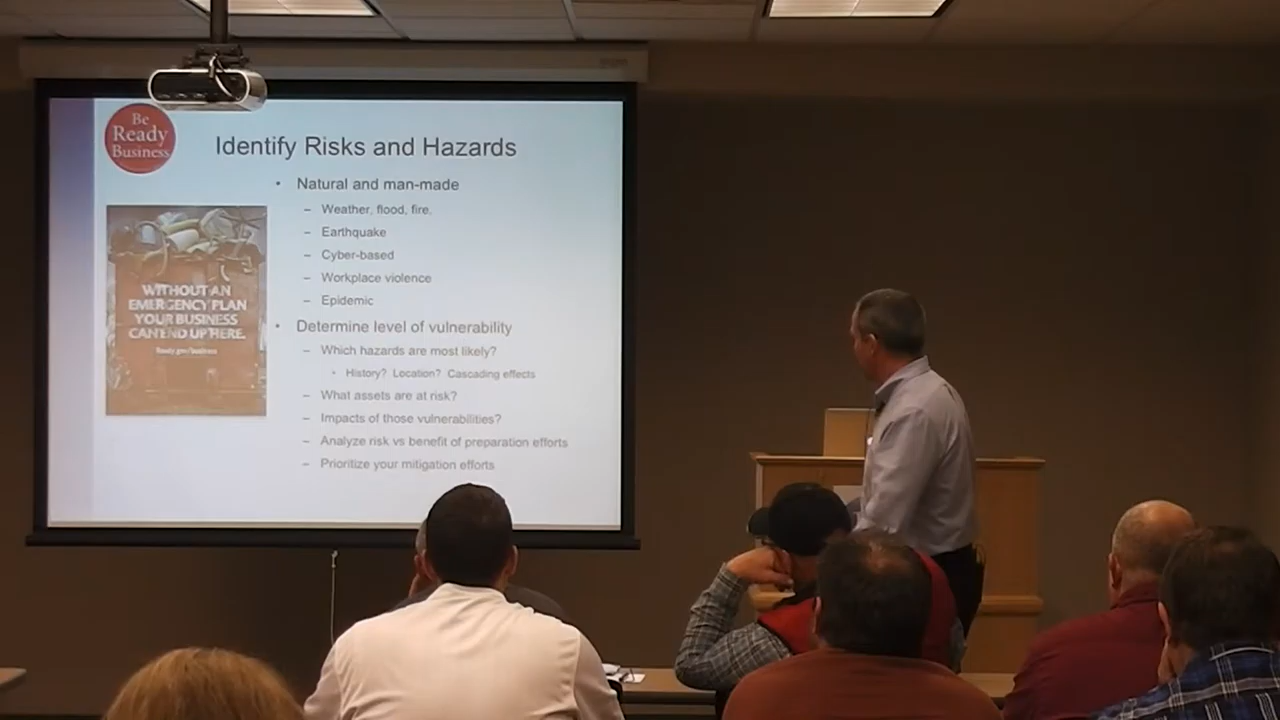 Be
Ready
Business
Identify Risks and Hazards
• Natural and man-made
– Weather, flood, fire.
– Earthquake
– Cyber-based
– Workplace violence
– Epidemic
• Determine level of vulnerability
– Which hazards are most likely?
• History? Location? Cascading effects
– What assets are at risk?
– Impacts of those vulnerabilities?
– Analyze risk vs benefit of preparation efforts
– Prioritize your mitigation efforts
WITHOUT AN
EMERGENCY PLAN
YOUR BUSINESS
CAN END UP HERE.
Ready.gov/business